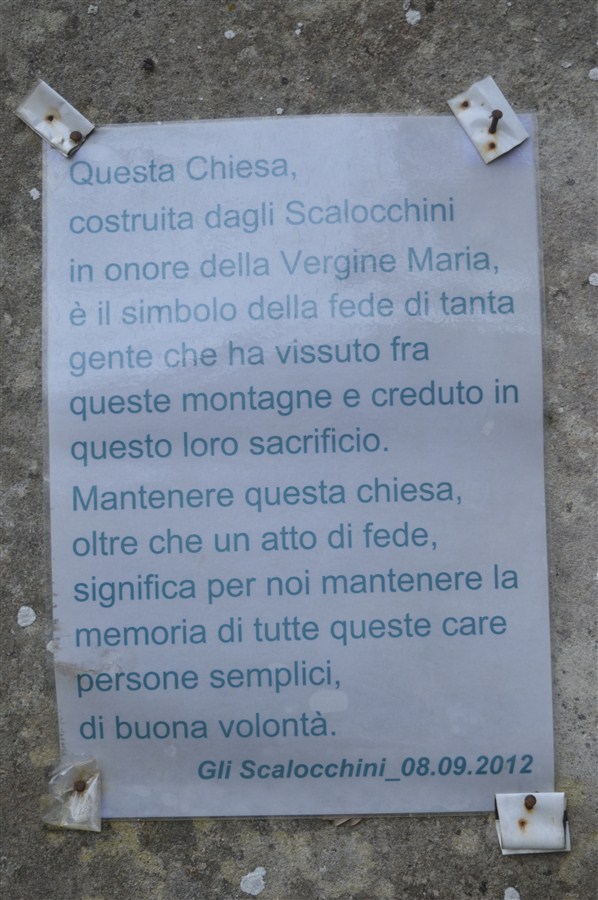 Questa Chiesa,
costruita dagli Scalocchini
in onore della Vergine Maria,
è il simbolo della fede di tanta
gente che ha vissuto fra
queste montagne e creduto in
questo loro sacrificio.
Mantenere questa chiesa,
oltre che un atto di fede,
significa per noi mantenere la
memoria di tutte queste care
persone semplici,
di buona volontà.
Gli Scalocchini_08.09.2012